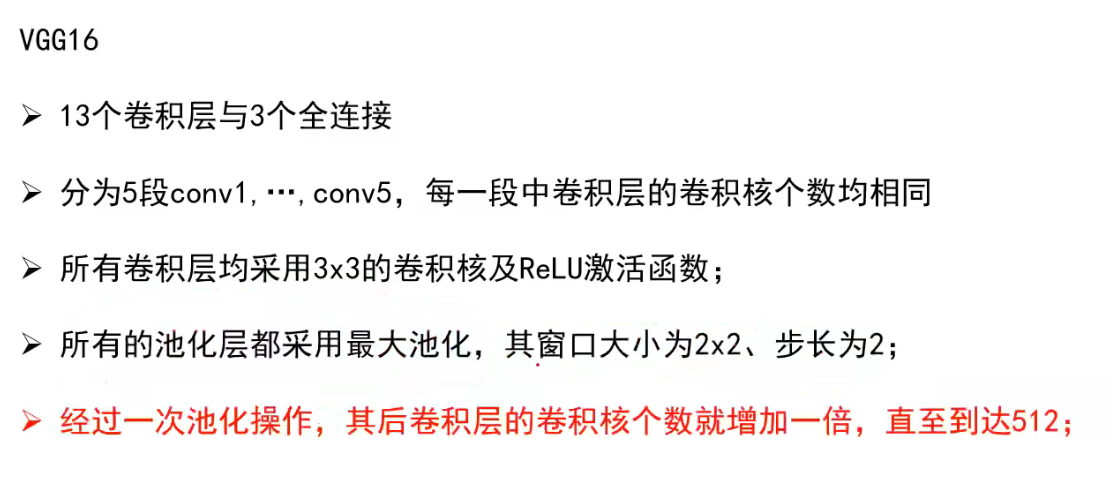 VGG16
➢ 13个卷积层与3个全连接
➢ 分为5段conv1,…,conv5，每一段中卷积层的卷积核个数均相同
➢ 所有卷积层均采用3x3的卷积核及ReLU激活函数；
➢ 所有的池化层都采用最大池化，其窗口大小为2x2、步长为2；
➢ 经过一次池化操作，其后卷积层的卷积核个数就增加一倍，直至到达512；